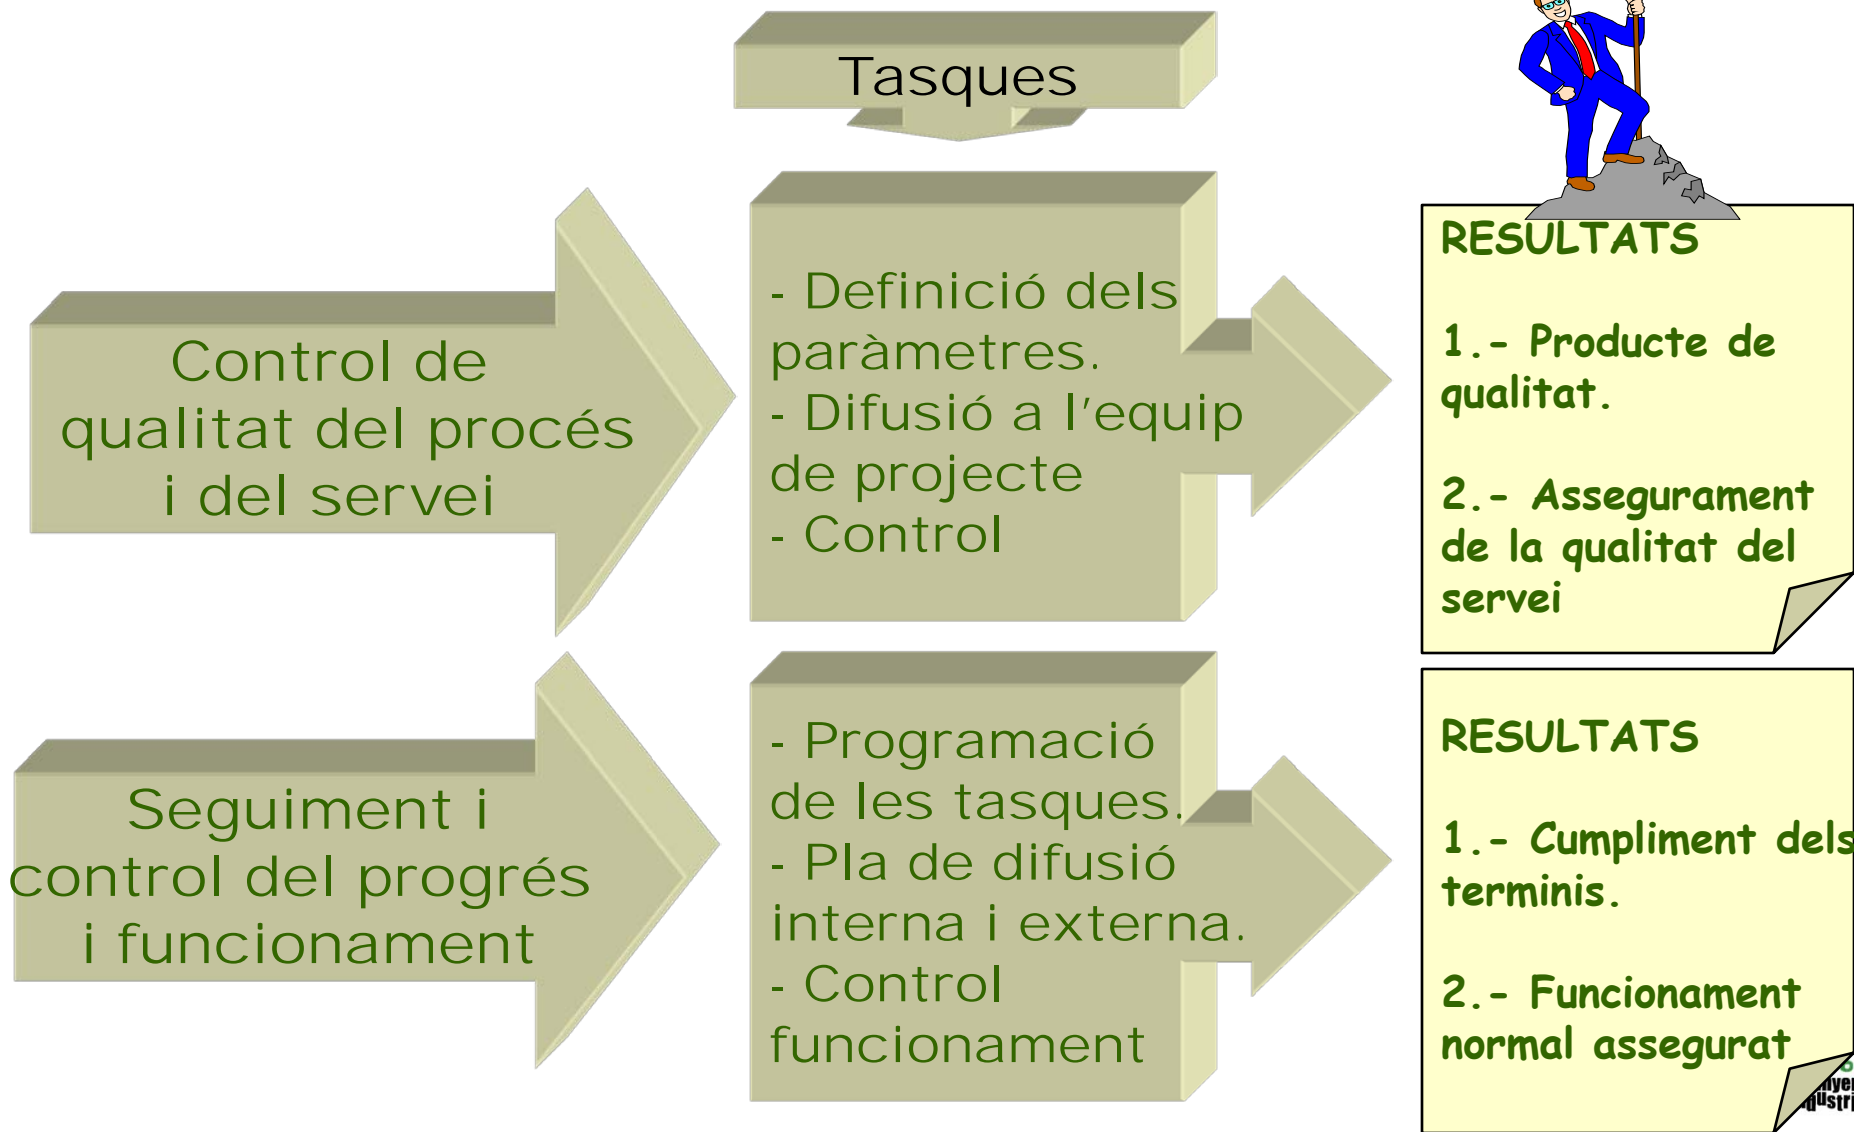 Tasques
Control de
qualitat del procés
i del servei
- Definició dels
paràmetres.
- Difusió a l'equip
de projecte
- Control
RESULTATS
1.- Producte de
qualitat.
2.- Assegurament
de la qualitat del
servei
Seguiment i
control del progrés
i funcionament
- Programació
de les tasques.
- Pla de difusió
interna i externa.
- Control
funcionament
RESULTATS
1.- Cumpliment dels
terminis.
2.- Funcionament
normal assegurat